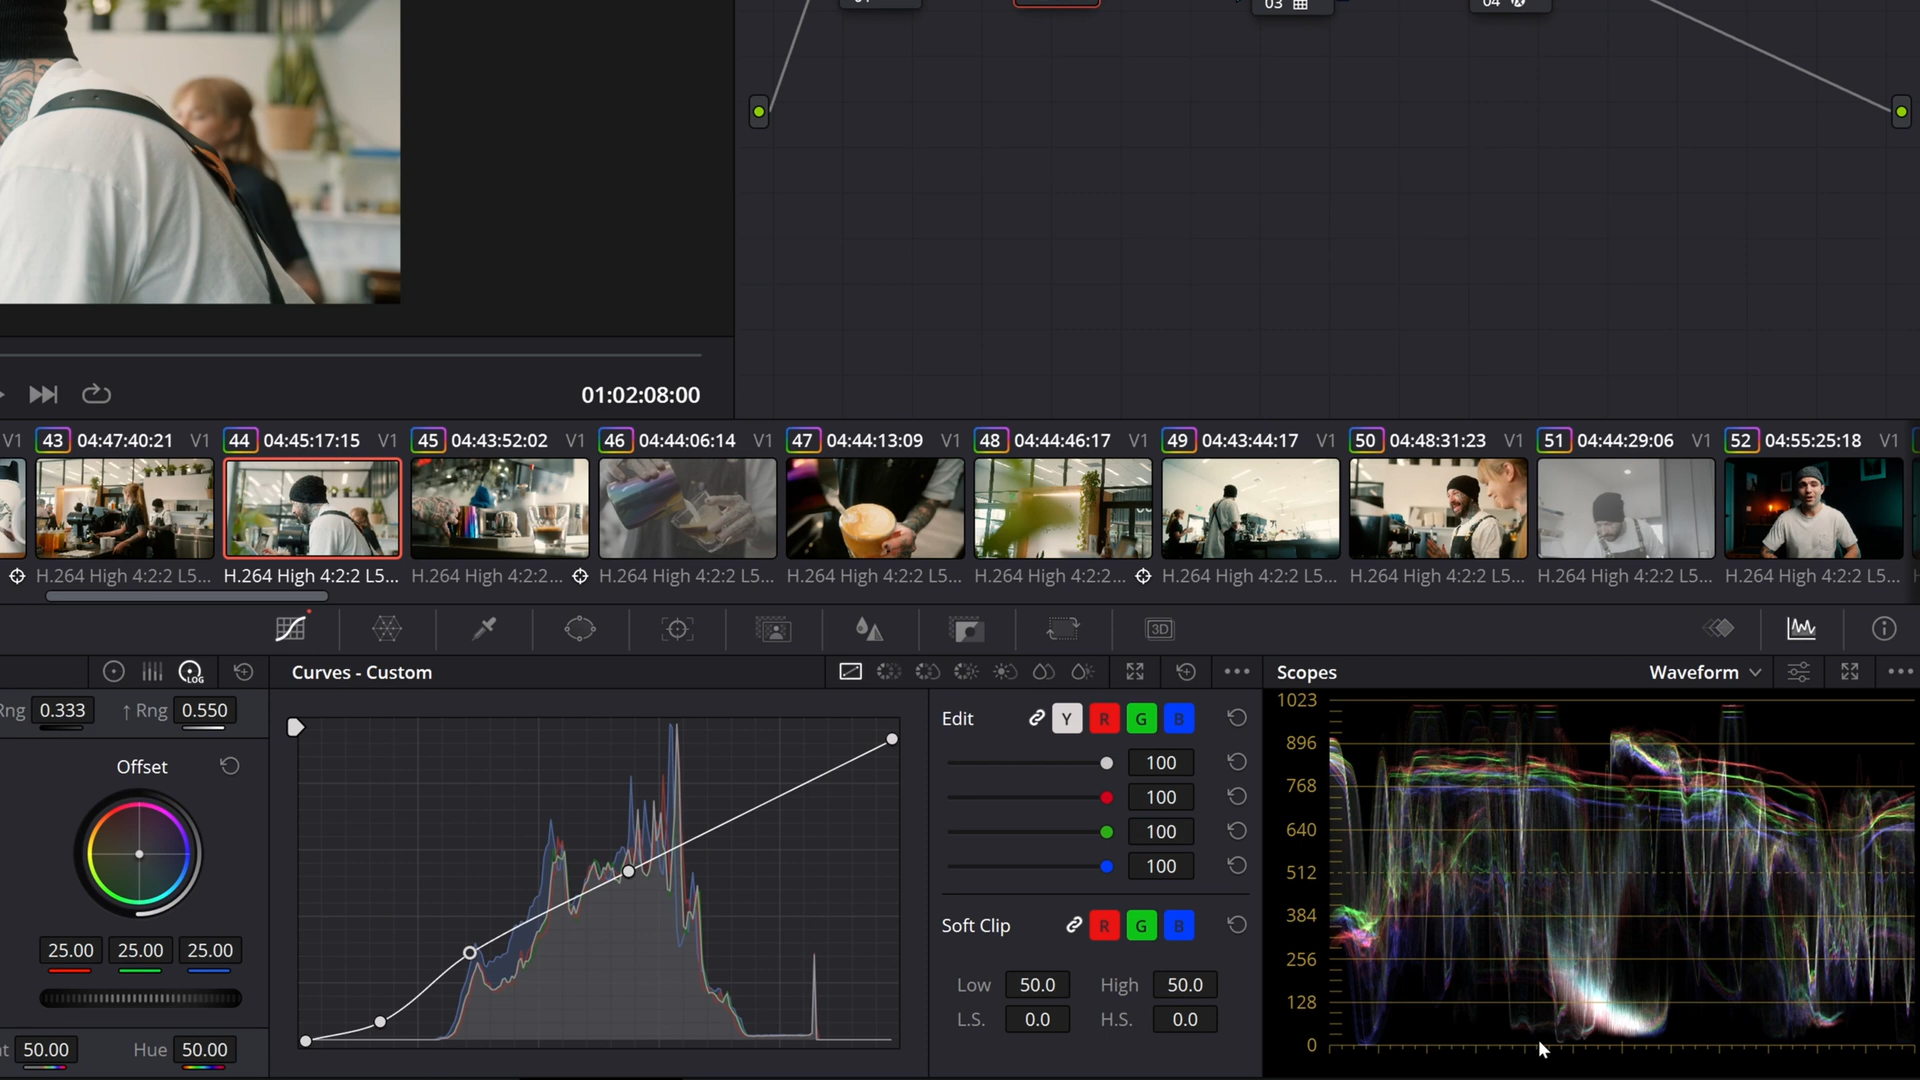 03
04
01:02:08:00
V1 43 04:47:40:21 V1 44 04:45:17:15 V1 45 04:43:52:02 V1 46 04:44:06:14 V1 47 04:44:13:09 V1 48 04:44:46:17 V1 49 04:43:44:17 V1 50 04:48:31:23 V1 51 04:44:29:06 V1 52 04:55:25:18 V1
H.264 High 4:2:2 L5... H.264 High 4:2:2 L5... H.264 High 4:2:2... H.264 High 4:2:2 L5... H.264 High 4:2:2 L5... H.264 High 4:2:2... H.264 High 4:2:2 L5... H.264 High 4:2:2 L5... H.264 High 4:2:2 L5... H.264 High 4:2:2 L5...
3D
LOG
Curves - Custom
Scopes
Waveform
Rng 0.333 ↑ Rng 0.550
Offset
25.00 25.00 25.00
50.00 Hue 50.00
Edit Y R G B
100
100
100
100
Soft Clip R G B
Low 50.0 High 50.0
L.S. 0.0 H.S. 0.0
1023
896
768
640
512
384
256
128
0